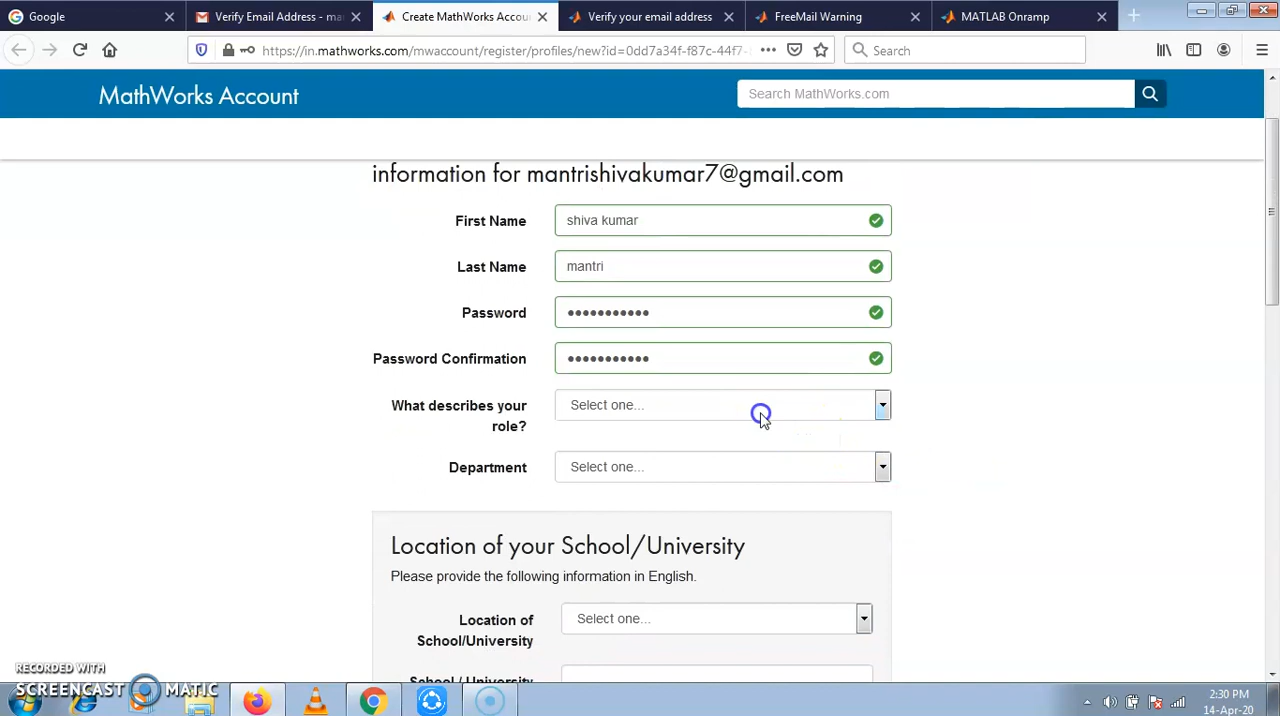 Google
Verify Email Address - ma
Create MathWorks Accou
Verify your email address
FreeMail Warning
MATLAB Onramp
https://in.mathworks.com/mwaccount/register/profiles/new?id=0dd7a34f-f87c-44f7-
Search
MathWorks Account
Search MathWorks.com
information for mantrishivakumar7@gmail.com
First Name
shiva kumar
Last Name
mantri
Password
Password Confirmation
What describes your
role?
Select one...
Department
Select one...
Location of your School/University
Please provide the following information in English.
Location of
School/University
Select one...
School / University
RECORDED WITH
SCREENCAST MATIC
2:30 PM
14-Apr-20